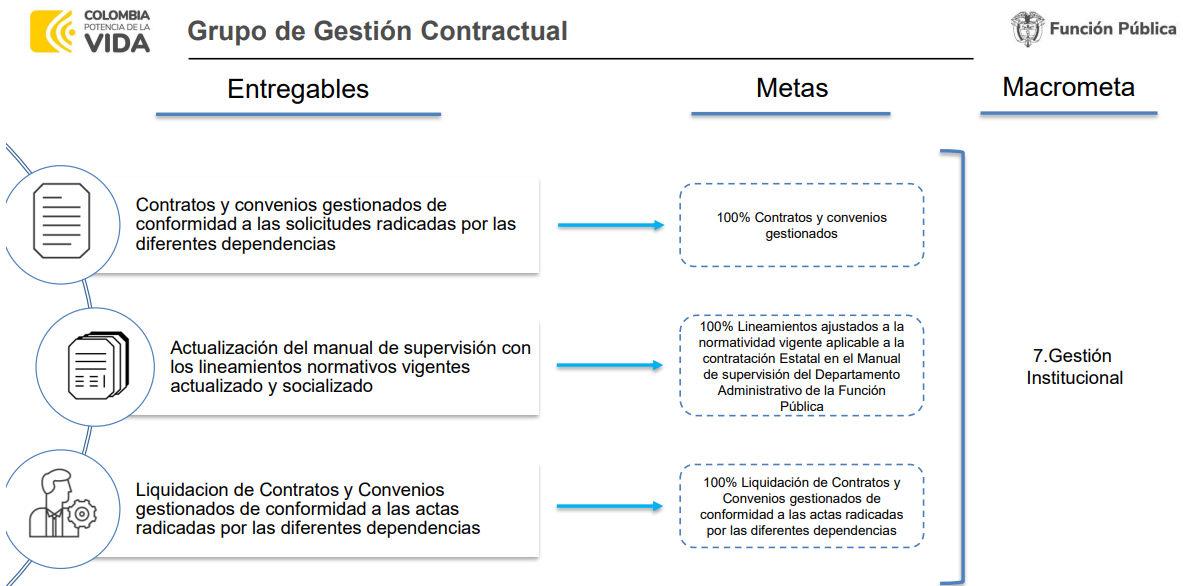 COLOMBIA
POTENCIA DE LA
VIDA
Grupo de Gestión Contractual
Función Pública
Entregables
Metas
Macrometa
Contratos y convenios gestionados de
conformidad a las solicitudes radicadas por las
diferentes dependencias
100% Contratos y convenios
gestionados
Actualización del manual de supervisión con
los lineamientos normativos vigentes
actualizado y socializado
100% Lineamientos ajustados a la
normatividad vigente aplicable a la
contratación Estatal en el Manual
de supervisión del Departamento
Administrativo de la Función
Pública
7.Gestión
Institucional
Liquidacion de Contratos y Convenios
gestionados de conformidad a las actas
radicadas por las diferentes dependencias
100% Liquidación de Contratos y
Convenios gestionados de
conformidad a las actas radicadas
por las diferentes dependencias